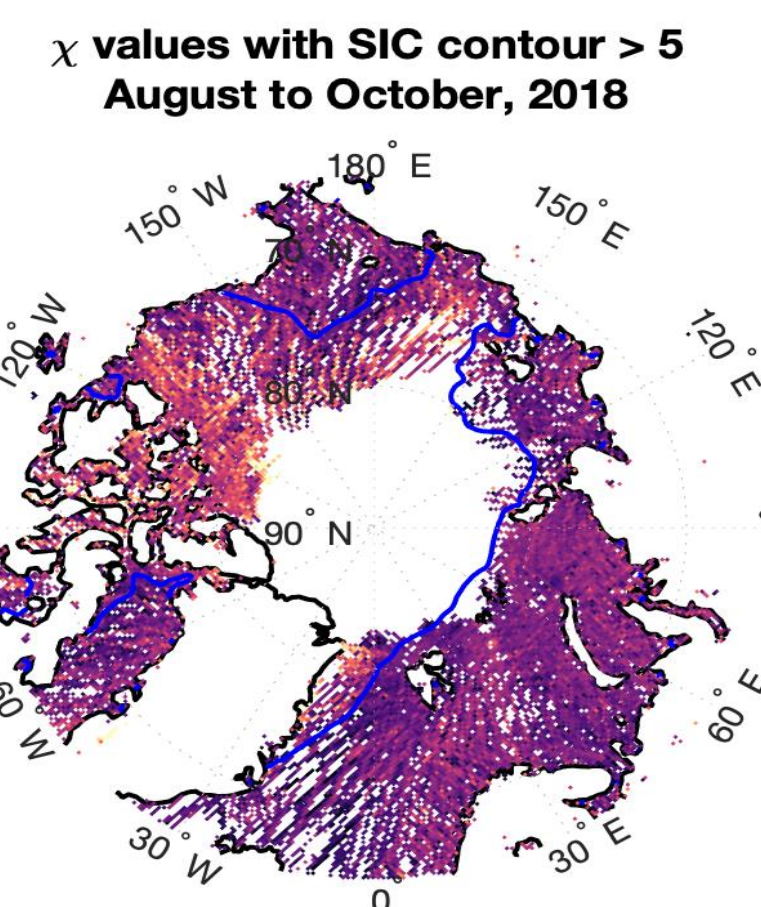 χ values with SIC contour > 5
August to October, 2018
180° E
150° W
150° E
70° N
120° W
120° E
80° N
90° N
60° W
60° E
30° W
30° E
0°